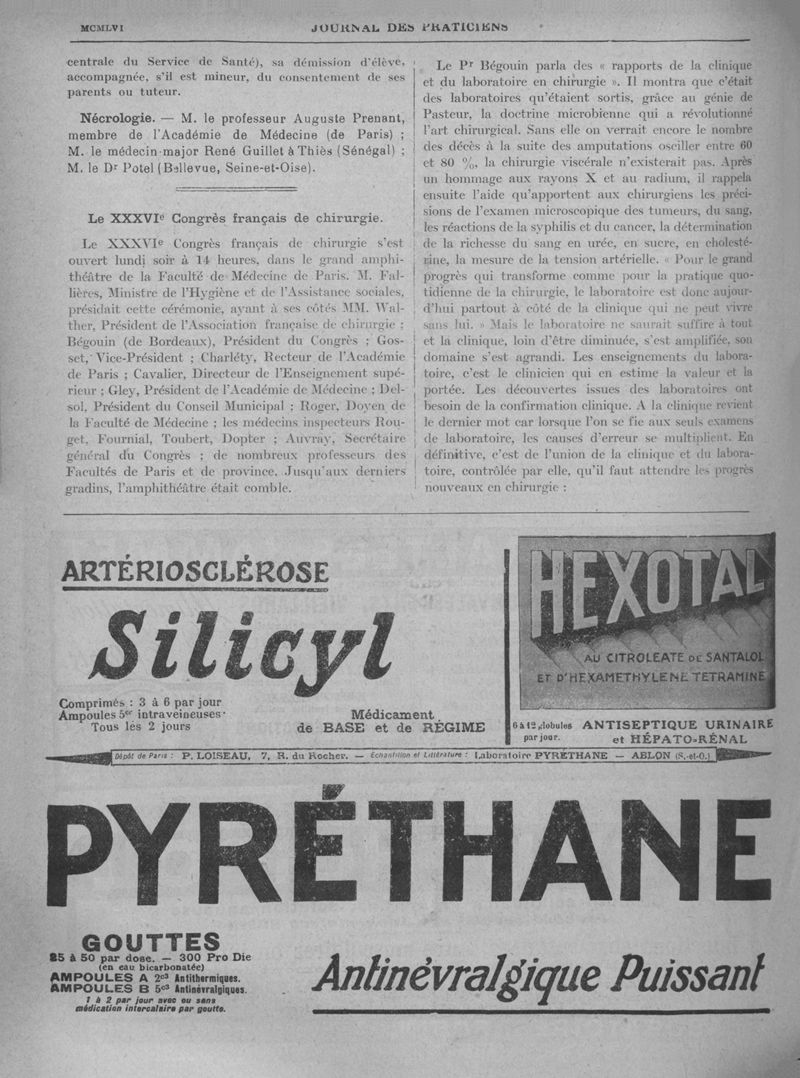 MCMLVI
JOURNAL DES PRATICIENS
centrale du Service de Santé), sa démission d'élève,
accompagnée, s'il est mineur, du consentement de ses
parents ou tuteur.
Nécrologie. — M. le professeur Auguste Prenant,
membre de l'Académie de Médecine (de Paris) ;
M. le médecin-major René Guillet à Thiès (Sénégal) ;
M. le Dr Potel (Bellevue, Seine-et-Oise).
Le XXXVIe Congrès français de chirurgie.
Le XXXVIe Congrès français de chirurgie s'est
ouvert lundi soir à 14 heures, dans le grand amphi-
théâtre de la Faculté de Médecine de Paris. M. Fal-
lières, Ministre de l'Hygiène et de l'Assistance sociales,
présidait cette cérémonie, ayant à ses côtés MM. Wal-
ther, Président de l'Association française de chirurgie ;
Bégouin (de Bordeaux), Président du Congrès ; Gos-
set, Vice-Président ; Charléty, Recteur de l'Académie
de Paris ; Cavalier, Directeur de l'Enseignement supé-
rieur ; Gley, Président de l'Académie de Médecine ; Del-
sol, Président du Conseil Municipal ; Roger, Doyen de
la Faculté de Médecine ; les médecins inspecteurs Rou-
get, Fournial, Toubert, Dopter ; Auvray, Secrétaire
général du Congrès ; de nombreux professeurs des
Facultés de Paris et de province. Jusqu'aux derniers
gradins, l'amphithéâtre était comble.
Le Pr Bégouin parla des « rapports de la clinique
et du laboratoire en chirurgie ». Il montra que c'était
des laboratoires qu'étaient sortis, grâce au génie de
Pasteur, la doctrine microbienne qui a révolutionné
l'art chirurgical. Sans elle on verrait encore le nombre
des décès à la suite des amputations osciller entre 60
et 80 %, la chirurgie viscérale n'existerait pas. Après
un hommage aux rayons X et au radium, il rappela
ensuite l'aide qu'apportent aux chirurgiens les préci-
sions de l'examen microscopique des tumeurs, du sang,
les réactions de la syphilis et du cancer, la détermination
de la richesse du sang en urée, en sucre, en cholesté-
rine, la mesure de la tension artérielle. « Pour le grand
progrès qui transforme comme pour la pratique quo-
tidienne de la chirurgie, le laboratoire est donc aujour-
d'hui partout à côté de la clinique qui ne peut vivre
sans lui. » Mais le laboratoire ne saurait suffire à tout
et la clinique, loin d'être diminuée, s'est amplifiée, son
domaine s'est agrandi. Les enseignements du labora-
toire, c'est le clinicien qui en estime la valeur et la
portée. Les découvertes issues des laboratoires ont
besoin de la confirmation clinique. A la clinique revient
le dernier mot car lorsque l'on se fie aux seuls examens
de laboratoire, les causes d'erreur se multiplient. En
définitive, c'est de l'union de la clinique et du labora-
toire, contrôlée par elle, qu'il faut attendre les progrès
nouveaux en chirurgie :
ARTÉRIOSCLÉROSE
Silicyl
Comprimés : 3 à 6 par jour
Ampoules 5cc intraveineuses
Tous les 2 jours
Médicament
de BASE et de RÉGIME
HEXOTAL
AU CITROLEATE DE SANTALOL
ET D'HEXAMETHYLENE TETRAMINE
6 à 12 globules
par jour.
ANTISEPTIQUE URINAIRE
et HÉPATO-RÉNAL
Dépôt de Paris : P. LOISEAU, 7, R. du Rocher. — Echantillon et Littérature : Laboratoire PYRÉTHANE — ABLON (S.-et-O.)
PYRÉTHANE
GOUTTES
25 à 50 par dose. — 300 Pro Die
(en eau bicarbonatée)
AMPOULES A 2c3 Antithermiques.
AMPOULES B 5c3 Antinévralgiques.
1 à 2 par jour avec ou sans
médication intercalaire par goutte.
Antinévralgique Puissant